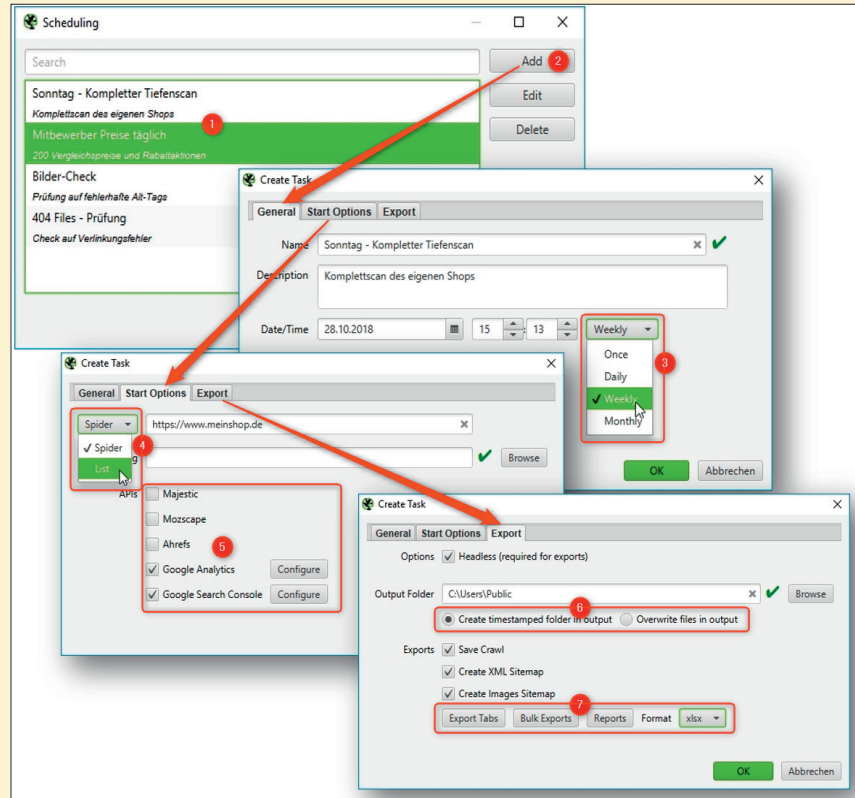 Scheduling
Search
Add 2
Sonntag - Kompletter Tiefenscan
Komplettscan des eigenen Shops
1
Mitbewerber Preise täglich
200 Vergleichspreise und Rabattaktionen
Bilder-Check
Prüfung auf fehlerhafte Alt-Tags
404 Files - Prüfung
Check auf Verlinkungsfehler
Edit
Delete
Create Task
General Start Options Export
Name Sonntag - Kompletter Tiefenscan
Description Komplettscan des eigenen Shops
Date/Time 28.10.2018 15 : 13 Weekly
Once
Daily
Weekly
Monthly
3
OK Abbrechen
Create Task
General Start Options Export
Spider https://www.meinshop.de
Spider
List
4
g Browse
APIs Majestic
Mozscape
Ahrefs
5
Google Analytics Configure
Google Search Console Configure
Create Task
General Start Options Export
Options Headless (required for exports)
Output Folder C:\Users\Public Browse
6
Create timestamped folder in output Overwrite files in output
Exports Save Crawl
Create XML Sitemap
Create Images Sitemap
7
Export Tabs Bulk Exports Reports Format xlsx
OK Abbrechen